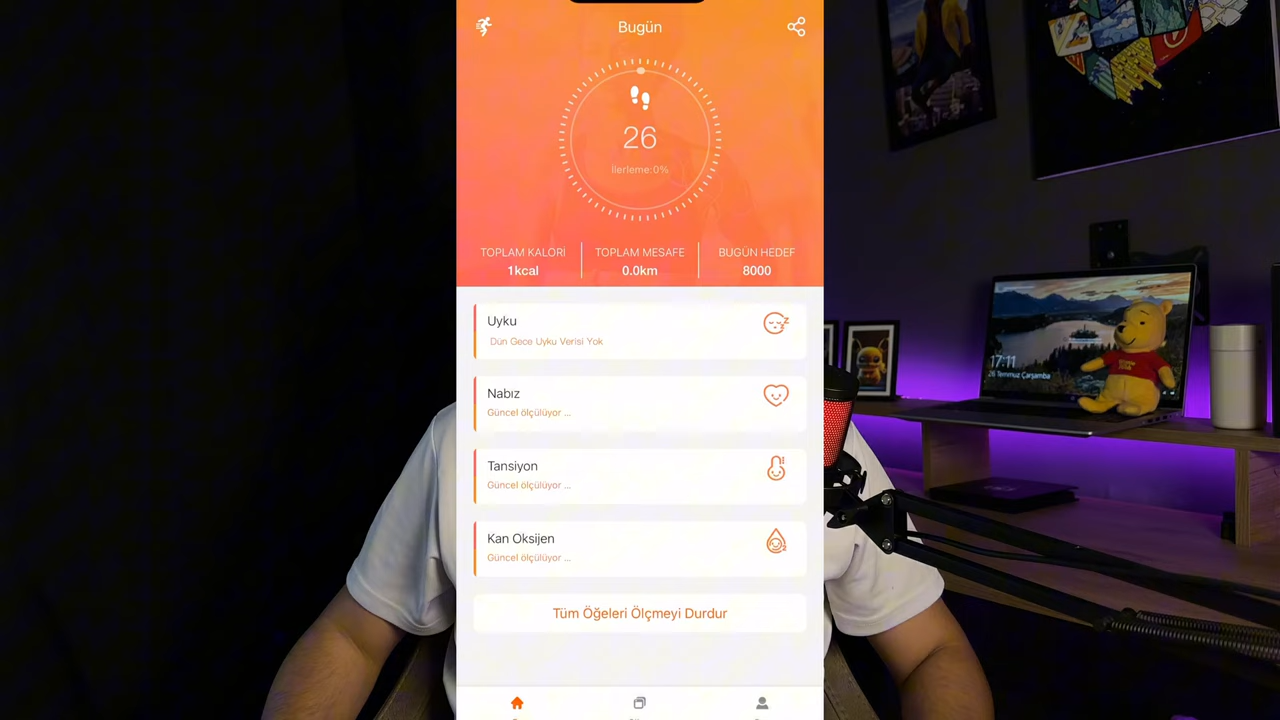 Bugün
26
İlerleme:0%
TOPLAM KALORİ
TOPLAM MESAFE
BUGÜN HEDEF
1kcal
0.0km
8000
Uyku
Dün Gece Uyku Verisi Yok
Nabız
Güncel ölçülüyor ...
Tansiyon
Güncel ölçülüyor ...
Kan Oksijen
Güncel ölçülüyor ...
Tüm Öğeleri Ölçmeyi Durdur
17:11
26 Temmuz Çarşamba